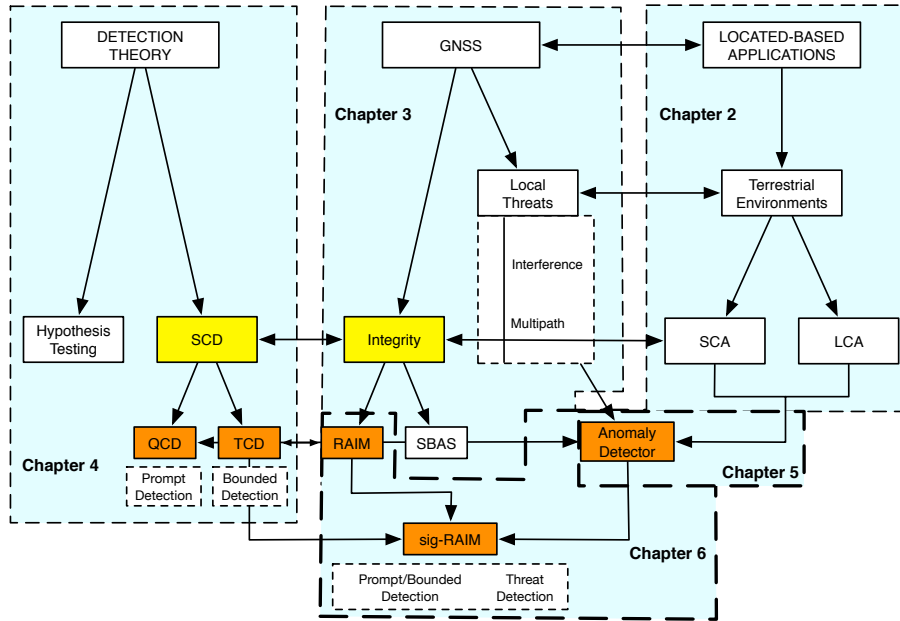 DETECTION
THEORY
GNSS
LOCATED-BASED
APPLICATIONS
Chapter 3
Chapter 2
Local
Threats
Terrestrial
Environments
Interference
Multipath
Hypothesis
Testing
SCD
Integrity
SCA
LCA
QCD
TCD
RAIM
SBAS
Anomaly
Detector
Chapter 4
Prompt
Detection
Bounded
Detection
Chapter 5
sig-RAIM
Chapter 6
Prompt/Bounded
Detection
Threat
Detection